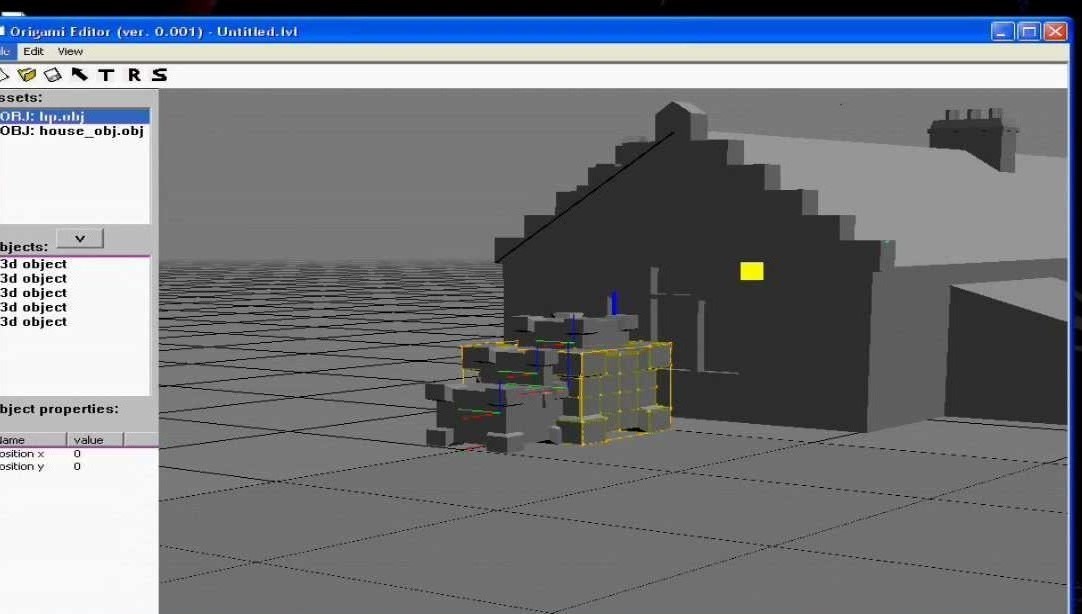 Origami Editor (ver. 0.001) - Untitled.lvl
le Edit View
T R S
ssets:
OBJ: hp.obj
OBJ: house_obj.obj
v
bjects:
3d object
3d object
3d object
3d object
3d object
bject properties:
lame value
osition x 0
osition y 0